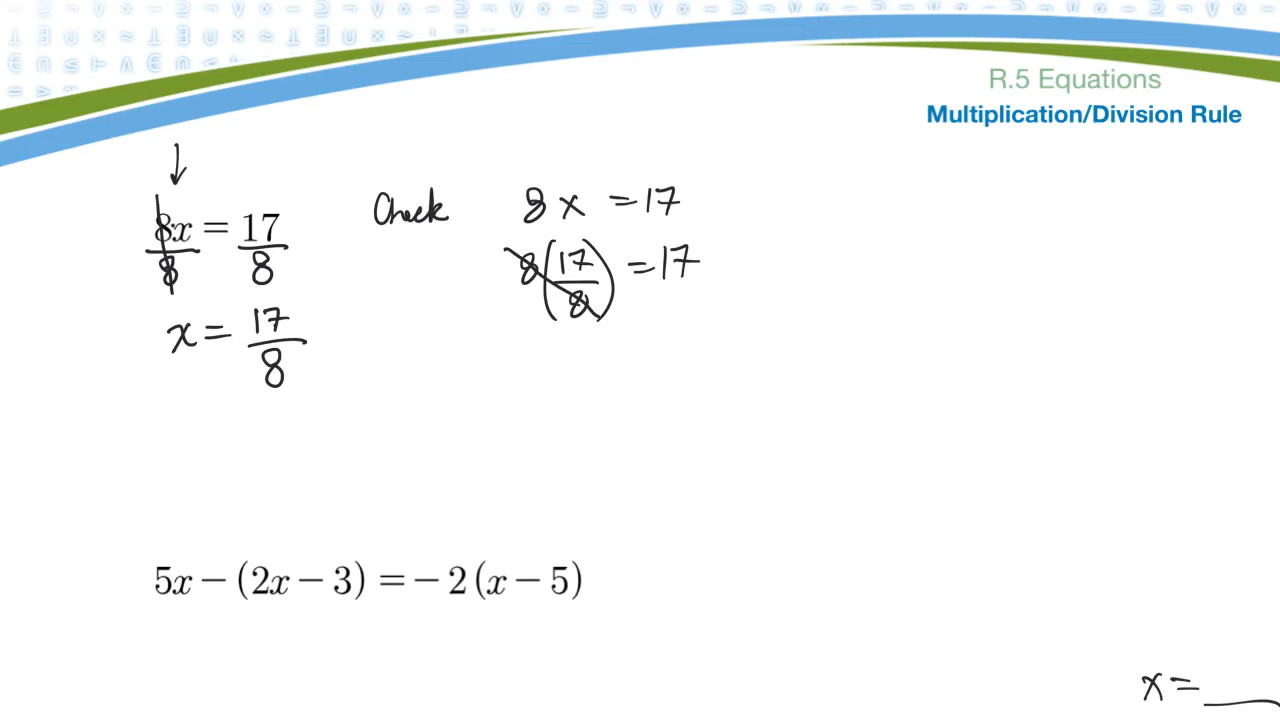 R.5 Equations
Multiplication/Division Rule
↓
8x = 17
8 8
x = 17/8
Check 8x = 17
8(17/8) = 17
5x − (2x − 3) = − 2(x − 5)
x = ___